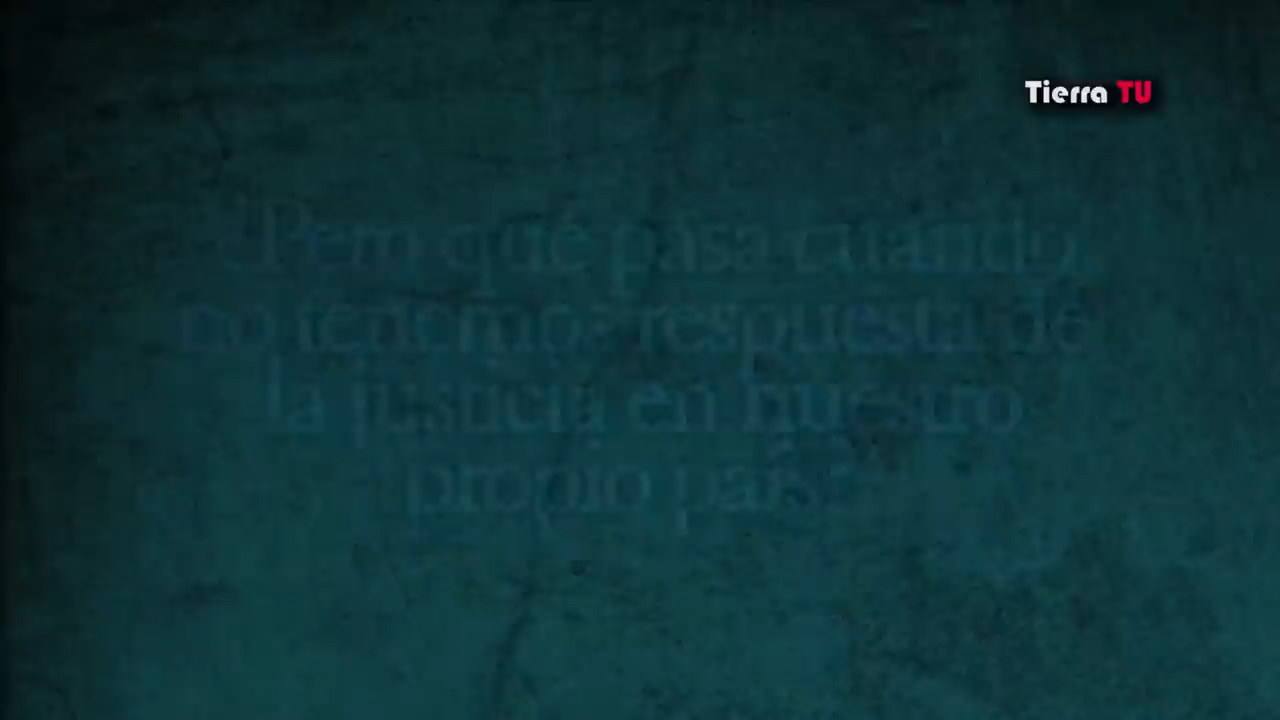 Tierra TU
Pero qué pasa cuando
no tenemos respuesta de
la justicia en nuestro
propio país